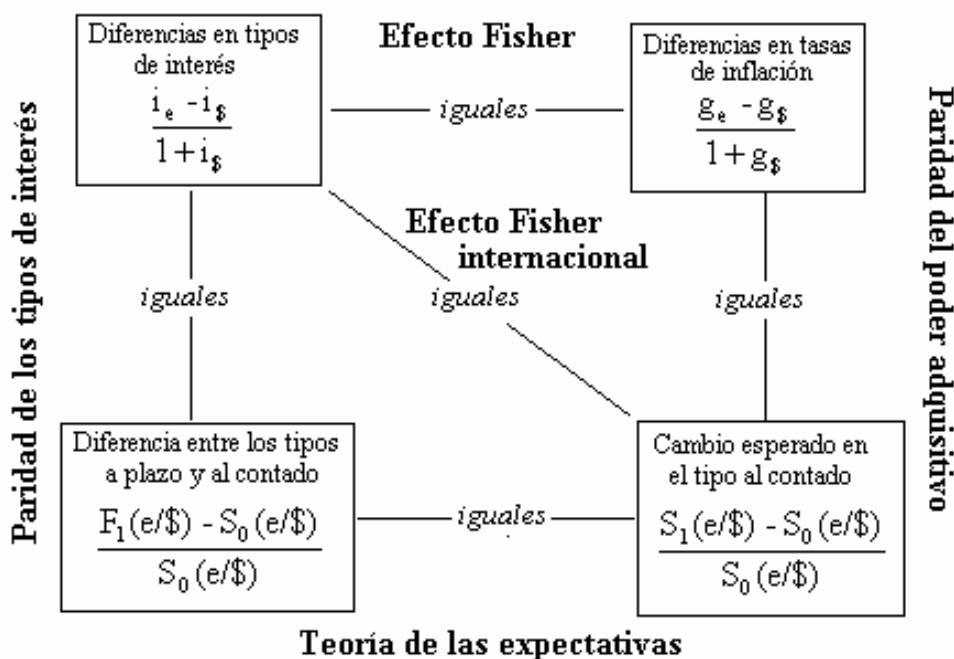 Diferencias en tipos
de interés
i_e - i_$
1 + i_$
Efecto Fisher
iguales
Diferencias en tasas
de inflación
g_e - g_$
1 + g_$
Paridad de los tipos de interés
Paridad del poder adquisitivo
Efecto Fisher
internacional
iguales
iguales
iguales
Diferencia entre los tipos
a plazo y al contado
F_1(e/$) - S_0(e/$)
S_0(e/$)
iguales
Cambio esperado en
el tipo al contado
S_1(e/$) - S_0(e/$)
S_0(e/$)
Teoría de las expectativas